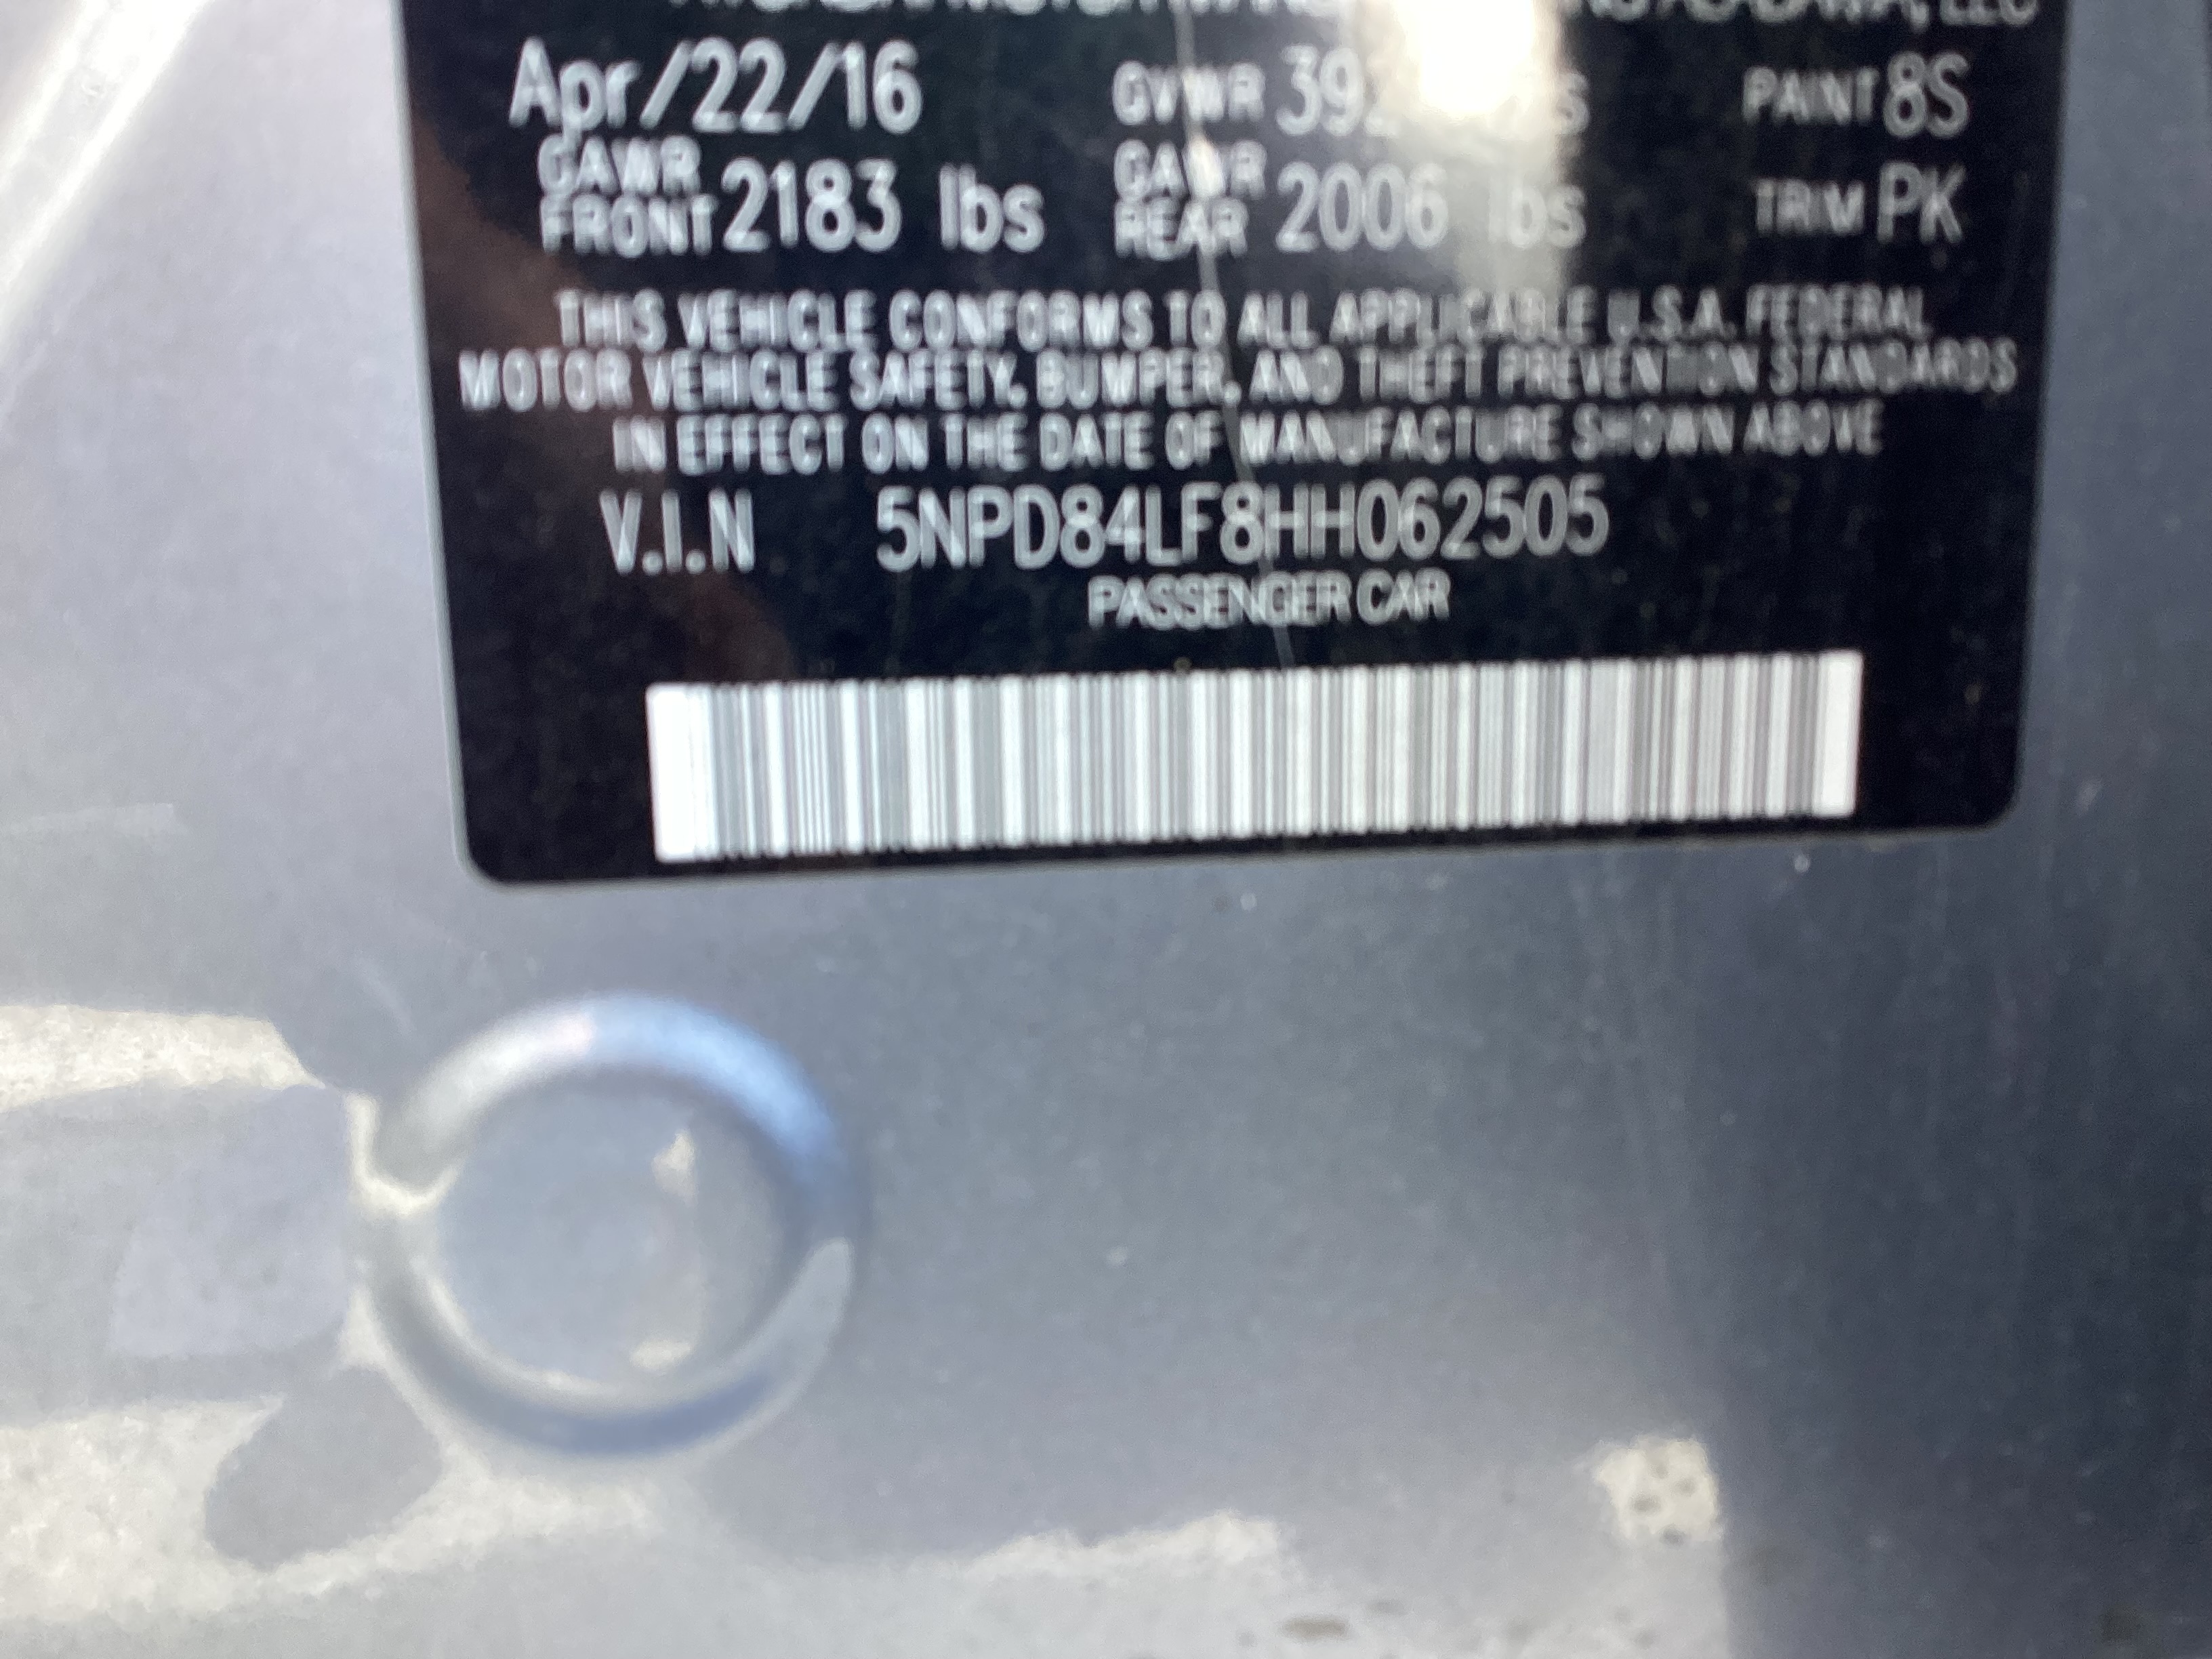 Apr/22/16 GVWR PAINT 8S
GAWR FRONT 2183 lbs GAWR REAR 2006 lbs TRIM PK
THIS VEHICLE CONFORMS TO ALL APPLICABLE U.S.A. FEDERAL
MOTOR VEHICLE SAFETY, BUMPER, AND THEFT PREVENTION STANDARDS
IN EFFECT ON THE DATE OF MANUFACTURE SHOWN ABOVE
V.I.N 5NPD84LF8HH062505
PASSENGER CAR